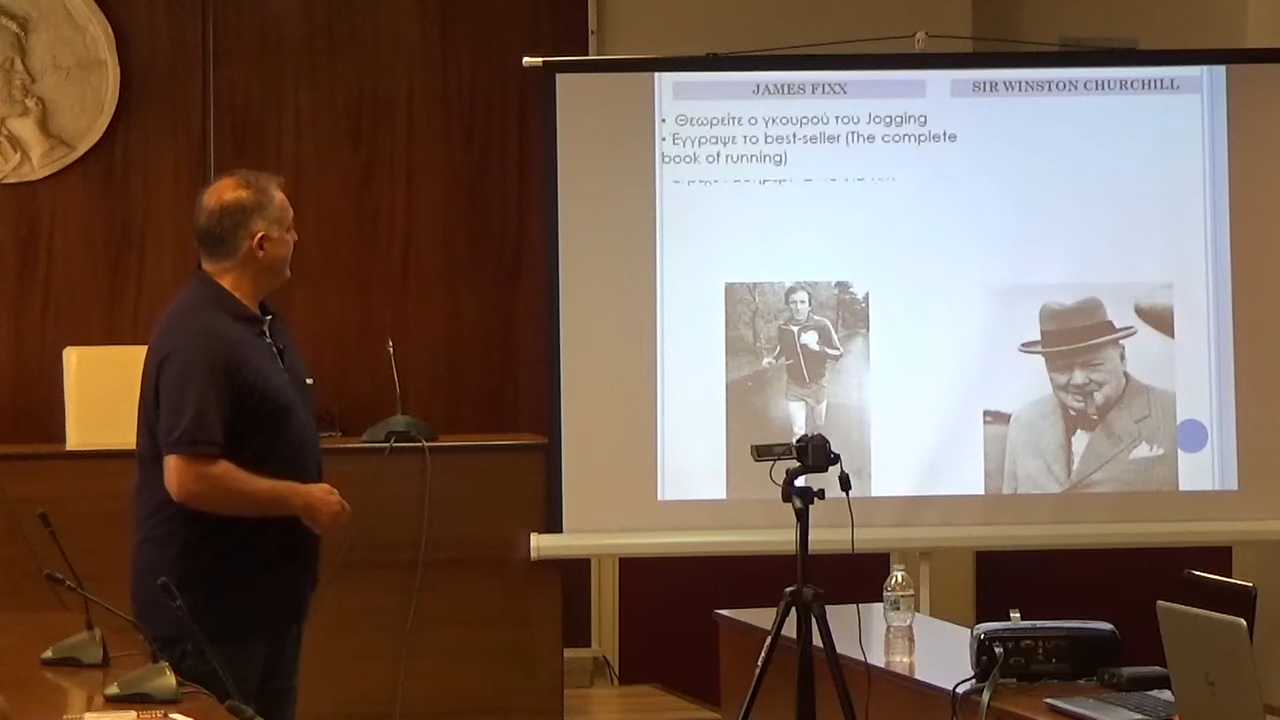 JAMES FIXX
SIR WINSTON CHURCHILL
• Θεωρείτε ο γκουρού του Jogging
• Έγγραψε το best-seller (The complete
book of running)